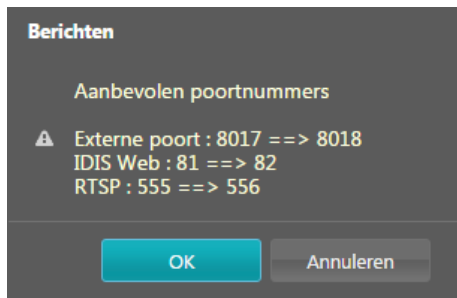 Berichten
Aanbevolen poortnummers
Externe poort : 8017 ==> 8018
IDIS Web : 81 ==> 82
RTSP : 555 ==> 556
OK
Annuleren